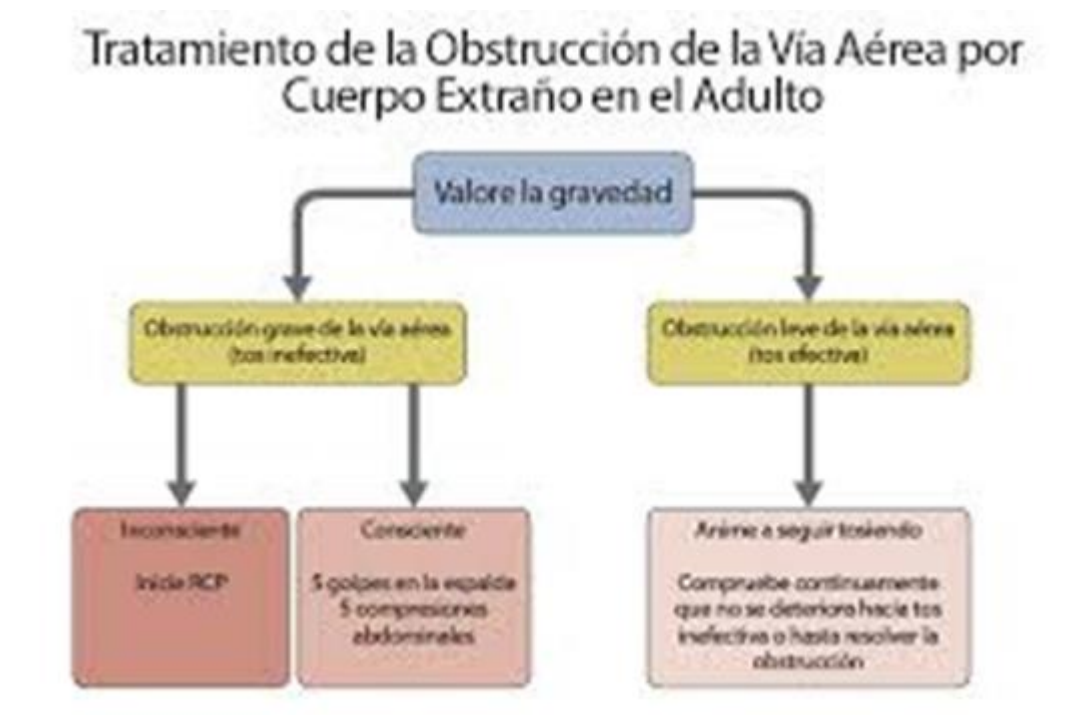 Tratamiento de la Obstrucción de la Vía Aérea por
Cuerpo Extraño en el Adulto
Valore la gravedad
Obstrucción grave de la vía aérea
(tos inefectiva)
Obstrucción leve de la vía aérea
(tos efectiva)
Inconsciente
Inicie RCP
Consciente
5 golpes en la espalda
5 compresiones
abdominales
Anime a seguir tosiendo
Compruebe continuamente
que no se deteriora hacia tos
inefectiva o hasta resolver la
obstrucción